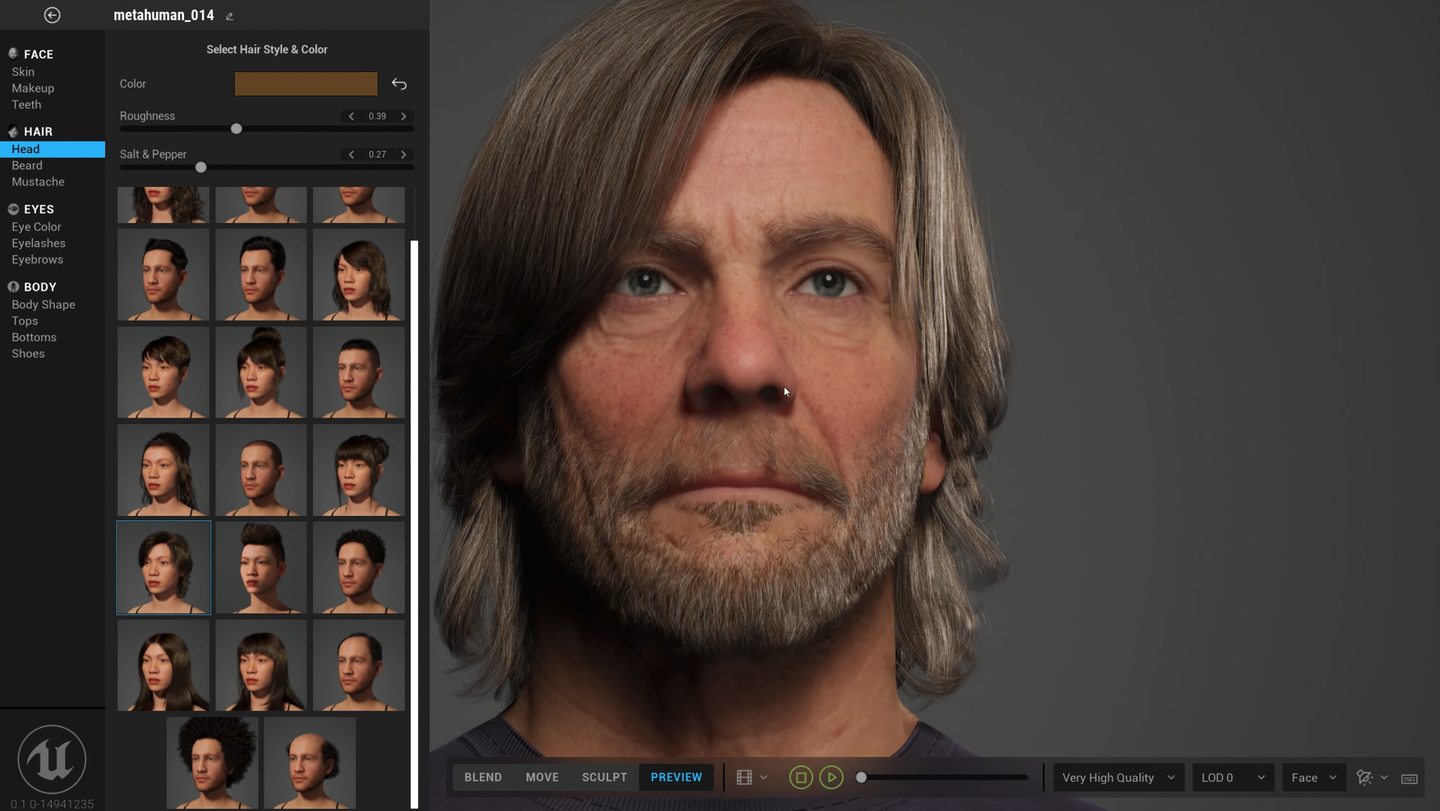 metahuman_014
FACE
Skin
Makeup
Teeth
HAIR
Head
Beard
Mustache
EYES
Eye Color
Eyelashes
Eyebrows
BODY
Body Shape
Tops
Bottoms
Shoes
0.1.0-14941235
Select Hair Style & Color
Color
Roughness 0.39
Salt & Pepper 0.27
BLEND MOVE SCULPT PREVIEW Very High Quality LOD 0 Face